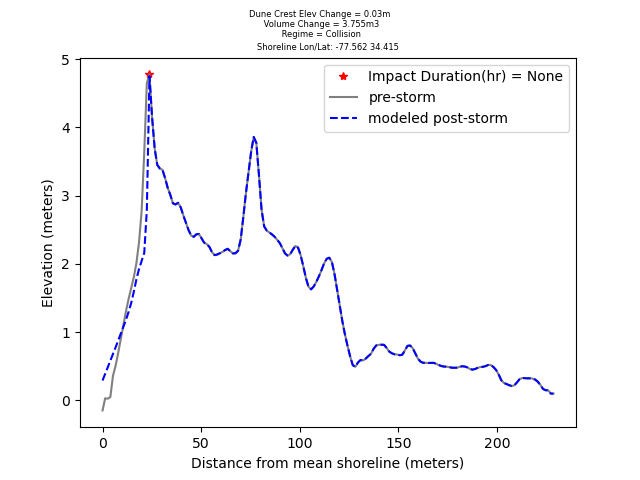 Dune Crest Elev Change = 0.03m
Volume Change = 3.755m3
Regime = Collision
Shoreline Lon/Lat: -77.562 34.415
Impact Duration(hr) = None
pre-storm
modeled post-storm
Elevation (meters)
5
4
3
2
1
0
0 50 100 150 200
Distance from mean shoreline (meters)